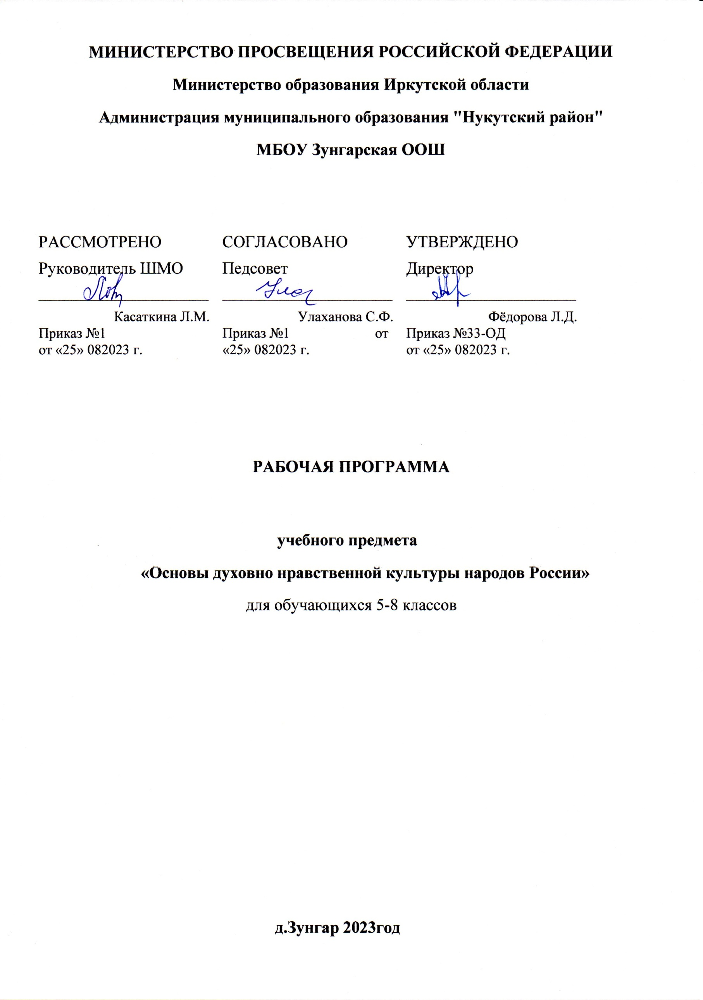 МИНИСТЕРСТВО ПРОСВЕЩЕНИЯ РОССИЙСКОЙ ФЕДЕРАЦИИ
Министерство образования Иркутской области
Администрация муниципального образования "Нукутский район"
МБОУ Зунгарская ООШ
РАССМОТРЕНО
Руководитель ШМО
Касаткина Л.М.
Приказ №1
от «25» 082023 г.
СОГЛАСОВАНО
Педсовет
Улаханова С.Ф.
Приказ №1 от
«25» 082023 г.
УТВЕРЖДЕНО
Директор
Фёдорова Л.Д.
Приказ №33-ОД
от «25» 082023 г.
РАБОЧАЯ ПРОГРАММА
учебного предмета
«Основы духовно нравственной культуры народов России»
для обучающихся 5-8 классов
д.Зунгар 2023год